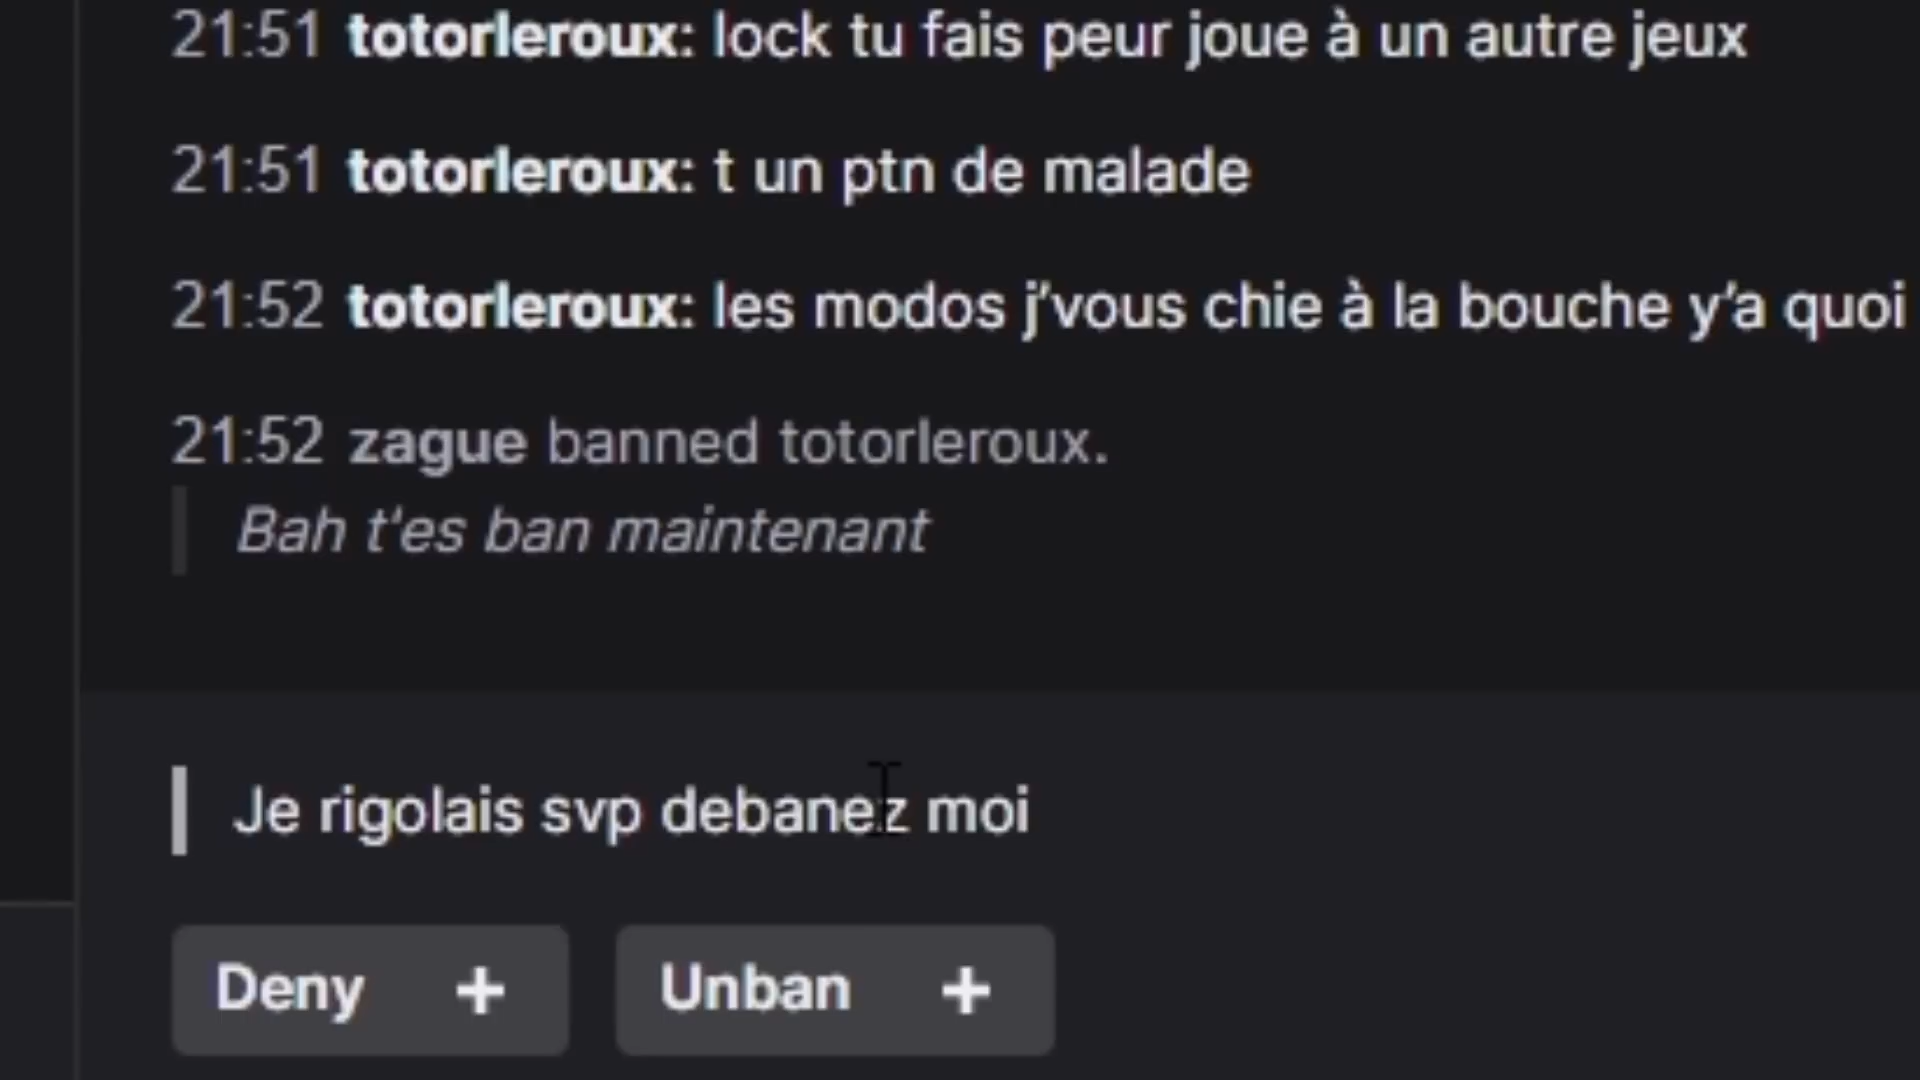 21:51 totorleroux: lock tu fais peur joue à un autre jeux
21:51 totorleroux: t un ptn de malade
21:52 totorleroux: les modos j'vous chie à la bouche y'a quoi
21:52 zague banned totorleroux.
Bah t'es ban maintenant
Je rigolais svp debanez moi
Deny + Unban +